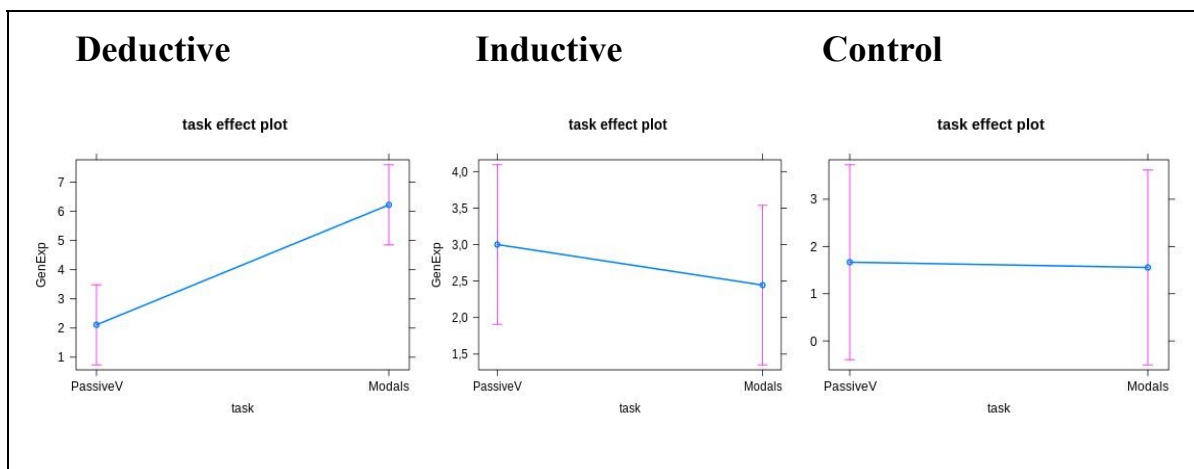 Deductive Inductive Control
task effect plot task effect plot task effect plot
7
6
5
4
3
2
1
GenExp
PassiveV Modals
task
4,0
3,5
3,0
2,5
2,0
1,5
GenExp
PassiveV Modals
task
3
2
1
0
GenExp
PassiveV Modals
task